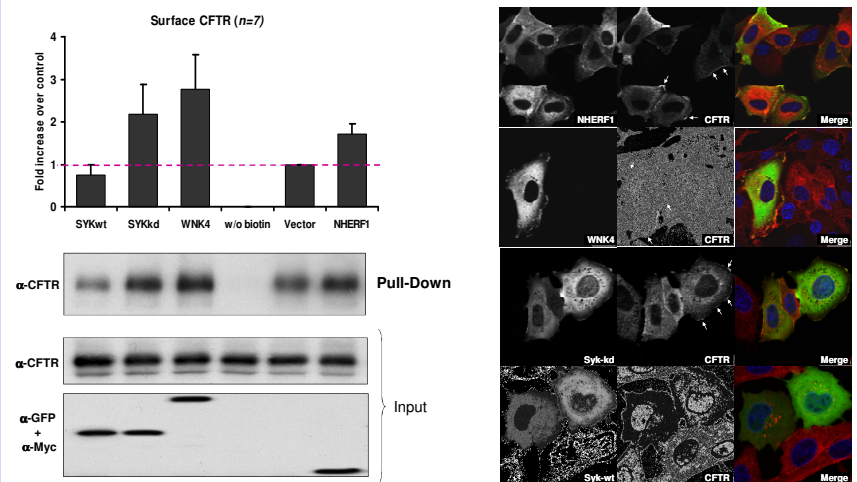 Surface CFTR (n=7)
Fold increase over control
4
3
2
1
0
SYKwt SYKkd WNK4 w/o biotin Vector NHERF1
α-CFTR
Pull-Down
α-CFTR
α-GFP
+
α-Myc
Input
NHERF1 CFTR Merge
WNK4 CFTR Merge
Syk-kd CFTR Merge
Syk-wt CFTR Merge